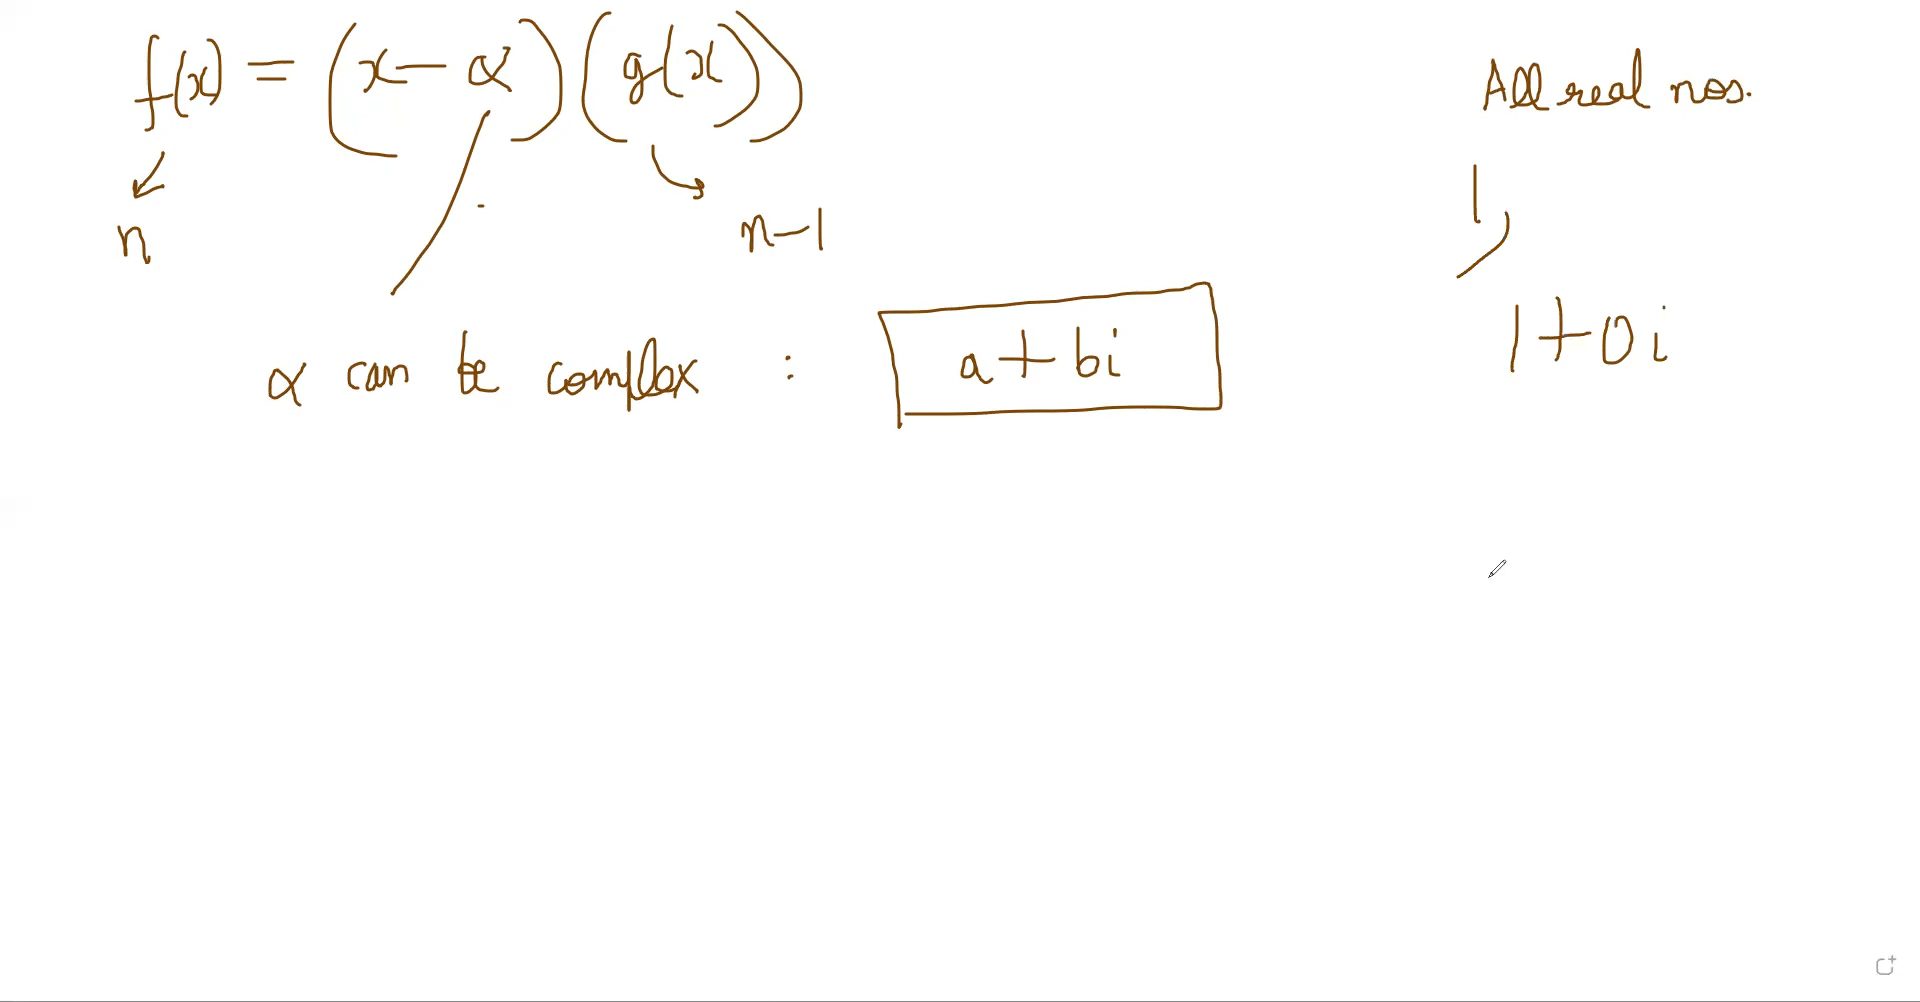 f(x) = (x - α) (g(x))
n
n-1
α can be complex : a + bi
All real nos.
1,
1 + 0i